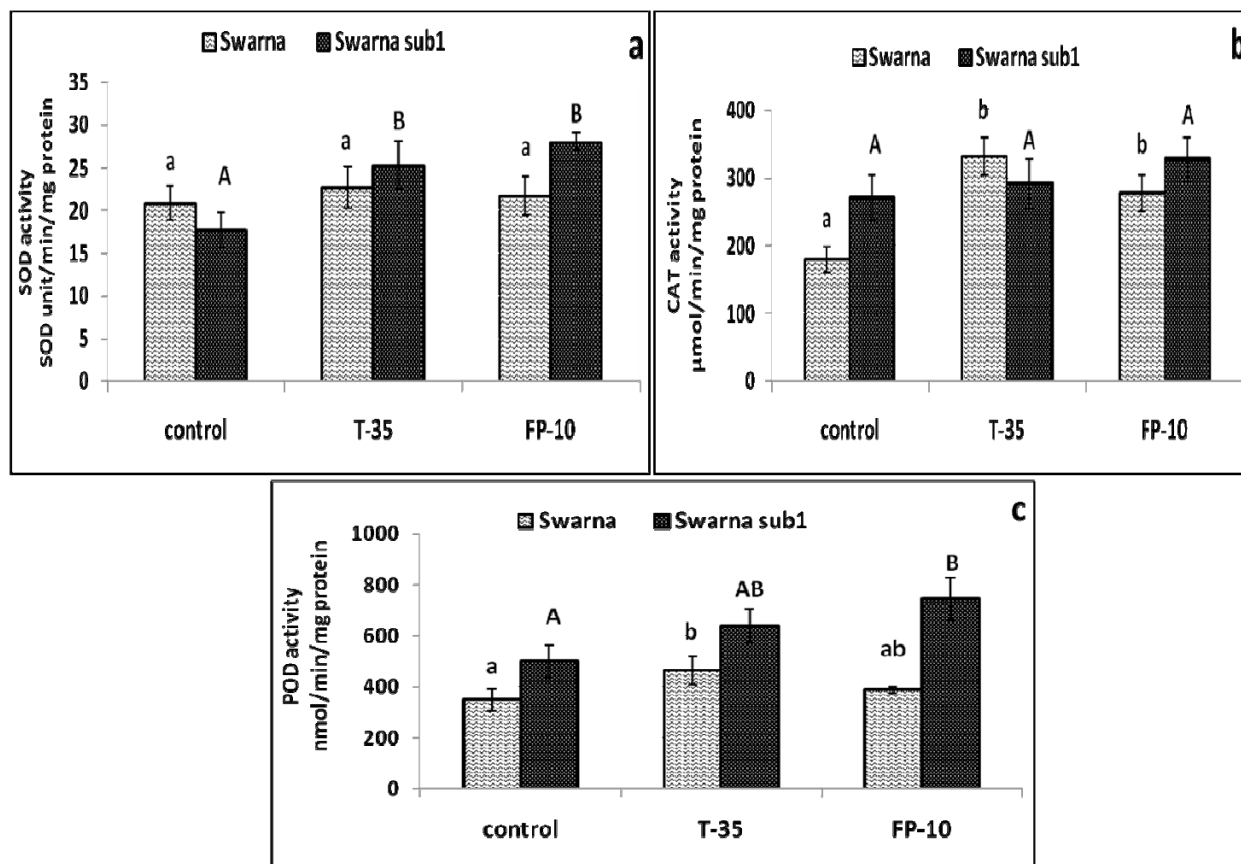 Swarna Swarna sub1 a
SOD activity
SOD unit/min/mg protein
35
30
25
20
15
10
5
0
a A a B a B
control T-35 FP-10
Swarna Swarna sub1 b
CAT activity
μmol/min/mg protein
400
300
200
100
0
a A b A b A
control T-35 FP-10
Swarna Swarna sub1 c
POD activity
nmol/min/mg protein
1000
800
600
400
200
0
a A b AB ab B
control T-35 FP-10